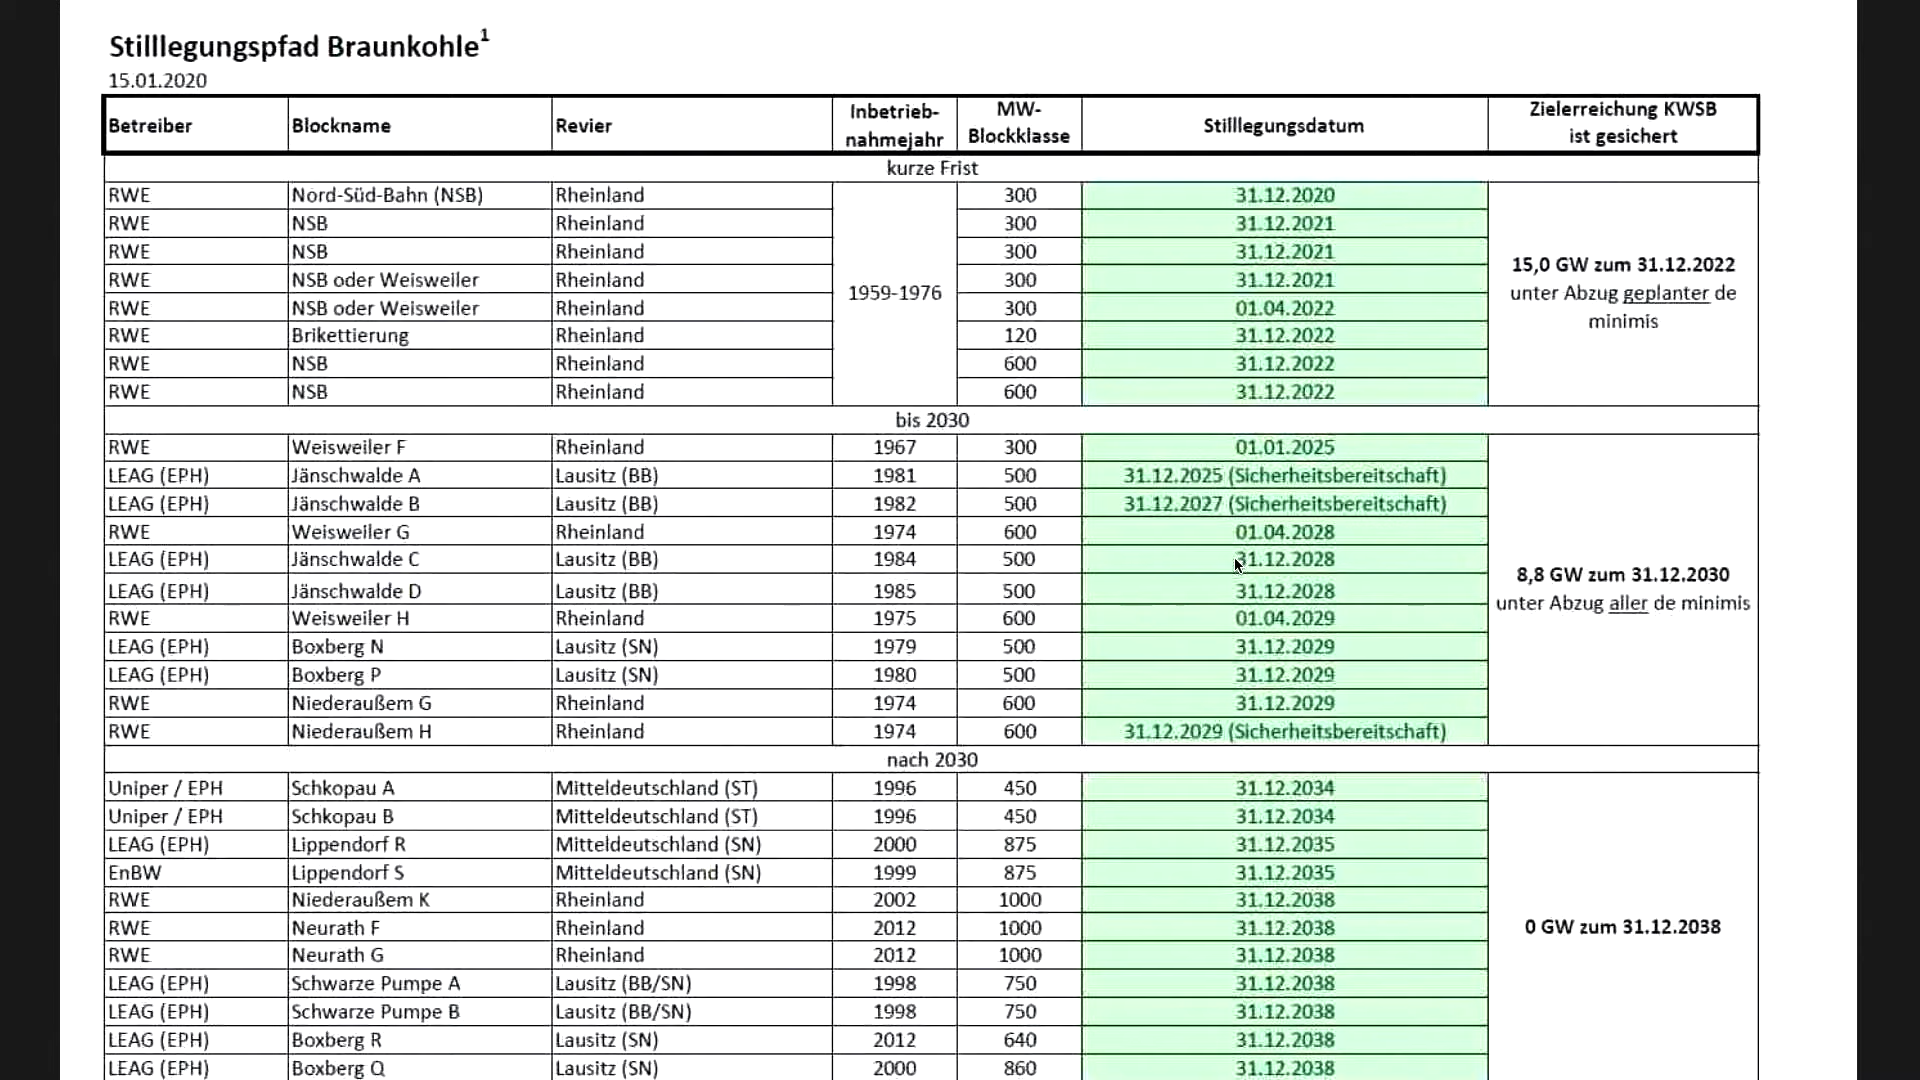 Stilllegungspfad Braunkohle¹
15.01.2020
Betreiber Blockname Revier Inbetrieb-nahmejahr MW-Blockklasse Stilllegungsdatum Zielerreichung KWSB ist gesichert
kurze Frist
RWE Nord-Süd-Bahn (NSB) Rheinland 300 31.12.2020
RWE NSB Rheinland 300 31.12.2021
RWE NSB Rheinland 300 31.12.2021
RWE NSB oder Weisweiler Rheinland 300 31.12.2021
RWE NSB oder Weisweiler Rheinland 300 01.04.2022
RWE Brikettierung Rheinland 120 31.12.2022
RWE NSB Rheinland 600 31.12.2022
RWE NSB Rheinland 600 31.12.2022
1959-1976
15,0 GW zum 31.12.2022
unter Abzug geplanter de
minimis
bis 2030
RWE Weisweiler F Rheinland 1967 300 01.01.2025
LEAG (EPH) Jänschwalde A Lausitz (BB) 1981 500 31.12.2025 (Sicherheitsbereitschaft)
LEAG (EPH) Jänschwalde B Lausitz (BB) 1982 500 31.12.2027 (Sicherheitsbereitschaft)
RWE Weisweiler G Rheinland 1974 600 01.04.2028
LEAG (EPH) Jänschwalde C Lausitz (BB) 1984 500 31.12.2028
LEAG (EPH) Jänschwalde D Lausitz (BB) 1985 500 31.12.2028
RWE Weisweiler H Rheinland 1975 600 01.04.2029
LEAG (EPH) Boxberg N Lausitz (SN) 1979 500 31.12.2029
LEAG (EPH) Boxberg P Lausitz (SN) 1980 500 31.12.2029
RWE Niederaußem G Rheinland 1974 600 31.12.2029
RWE Niederaußem H Rheinland 1974 600 31.12.2029 (Sicherheitsbereitschaft)
8,8 GW zum 31.12.2030
unter Abzug aller de minimis
nach 2030
Uniper / EPH Schkopau A Mitteldeutschland (ST) 1996 450 31.12.2034
Uniper / EPH Schkopau B Mitteldeutschland (ST) 1996 450 31.12.2034
LEAG (EPH) Lippendorf R Mitteldeutschland (SN) 2000 875 31.12.2035
EnBW Lippendorf S Mitteldeutschland (SN) 1999 875 31.12.2035
RWE Niederaußem K Rheinland 2002 1000 31.12.2038
RWE Neurath F Rheinland 2012 1000 31.12.2038
RWE Neurath G Rheinland 2012 1000 31.12.2038
LEAG (EPH) Schwarze Pumpe A Lausitz (BB/SN) 1998 750 31.12.2038
LEAG (EPH) Schwarze Pumpe B Lausitz (BB/SN) 1998 750 31.12.2038
LEAG (EPH) Boxberg R Lausitz (SN) 2012 640 31.12.2038
LEAG (EPH) Boxberg Q Lausitz (SN) 2000 860 31.12.2038
0 GW zum 31.12.2038